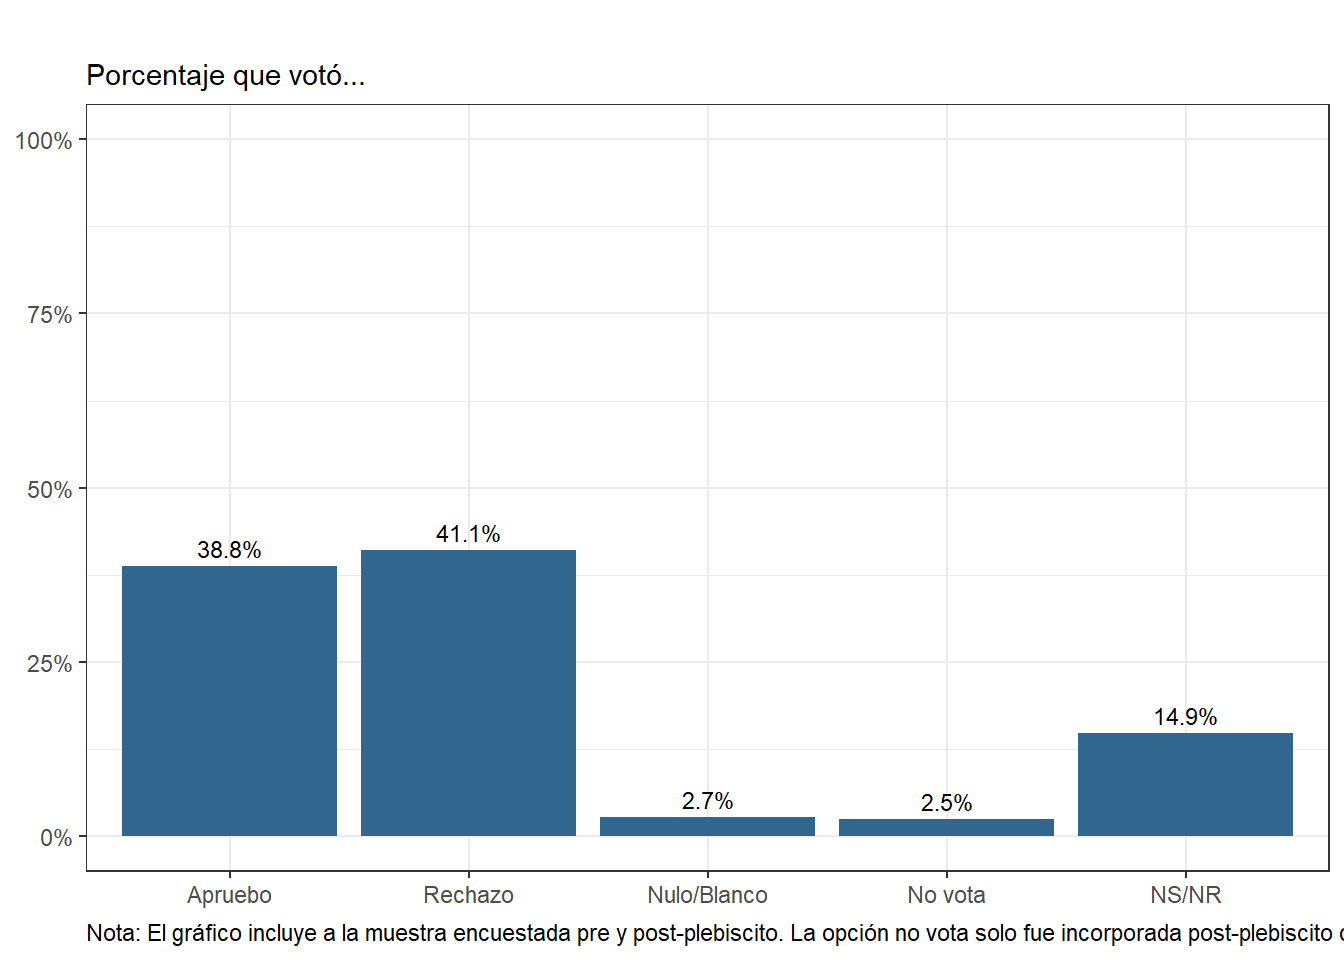 Porcentaje que votó...
100%
75%
50%
25%
0%
38.8%
41.1%
2.7%
2.5%
14.9%
Apruebo
Rechazo
Nulo/Blanco
No vota
NS/NR
Nota: El gráfico incluye a la muestra encuestada pre y post-plebiscito. La opción no vota solo fue incorporada post-plebiscito